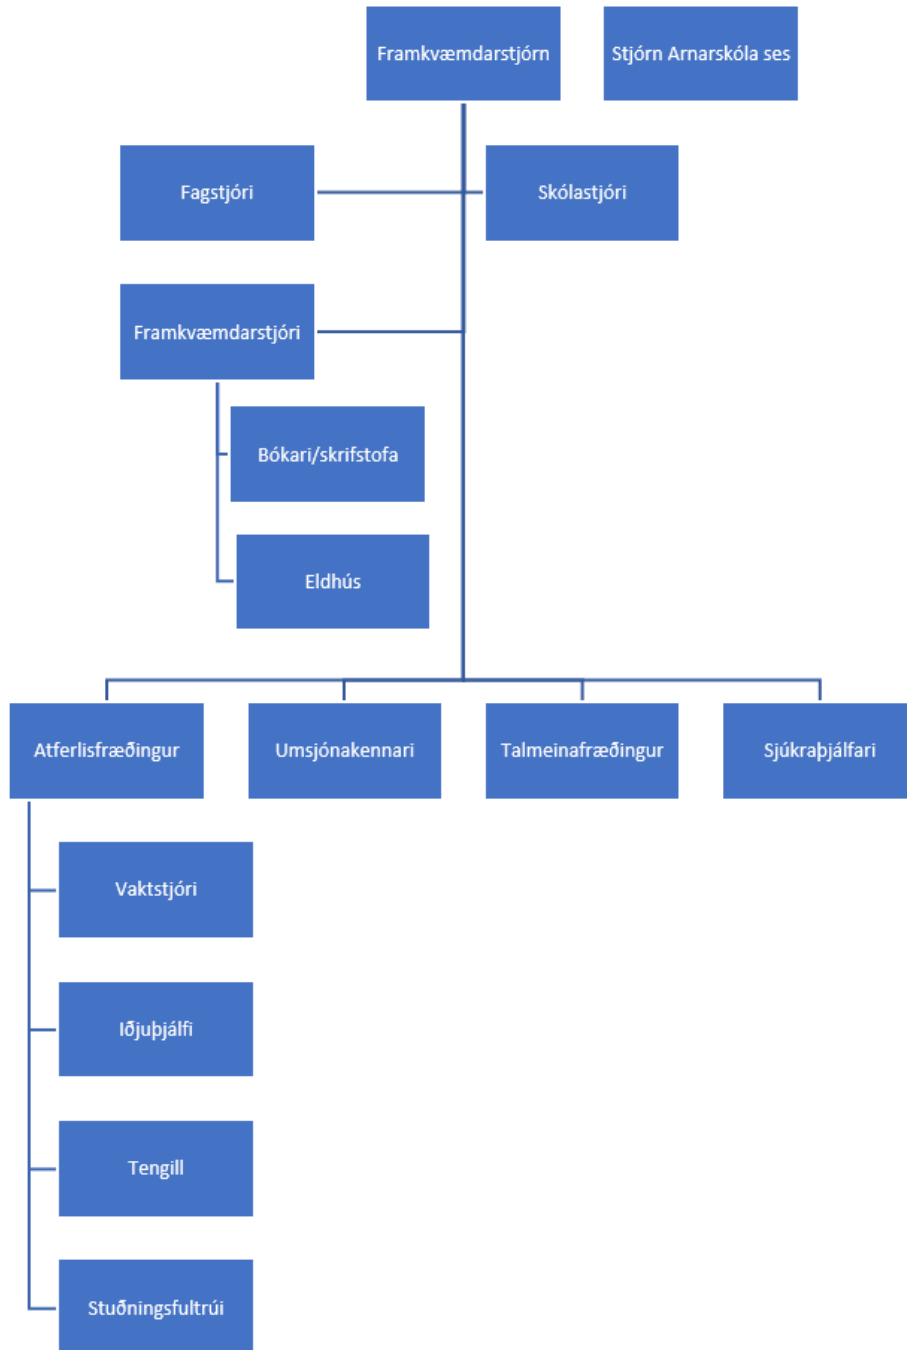 Framkvæmdarstjórn
Stjórn Arnarskóla ses
Fagstjóri
Skólastjóri
Framkvæmdarstjóri
Bókari/skrifstofa
Eldhús
Atferlisfræðingur
Umsjónakennari
Talmeinafræðingur
Sjúkraþjálfari
Vaktstjóri
Iðjuþjálfi
Tengill
Stuðningsfultrúi